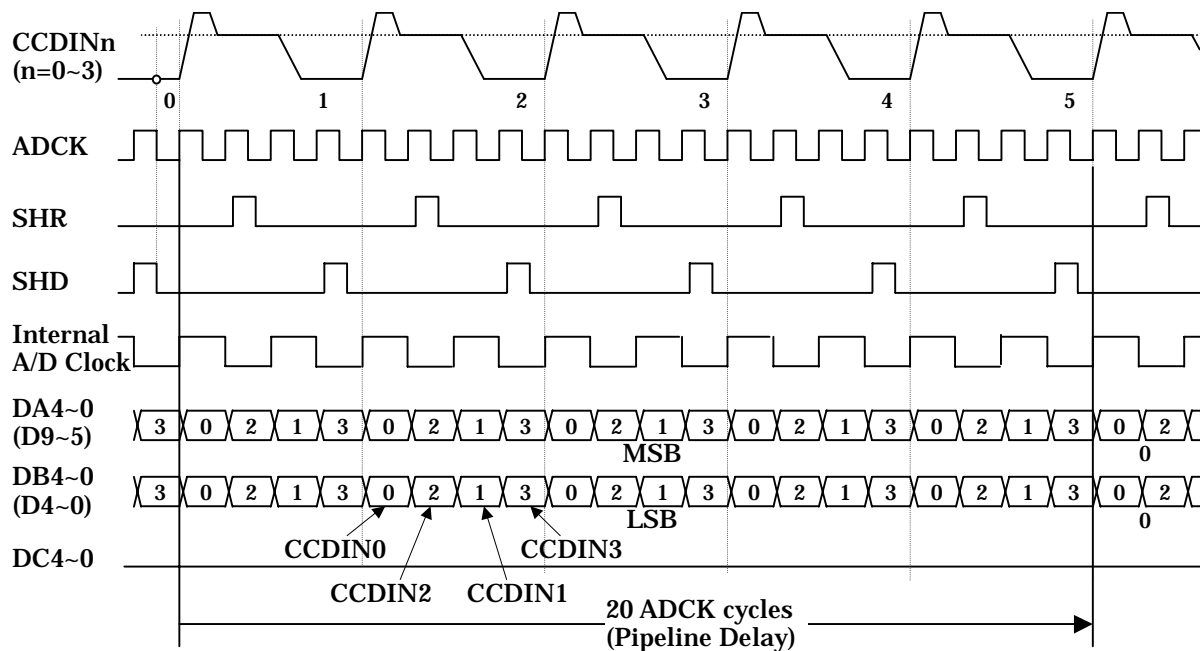 CCDINn
(n=0~3)
0 1 2 3 4 5
ADCK
SHR
SHD
Internal
A/D Clock
DA4~0
(D9~5)
3 0 2 1 3 0 2 1 3 0 2 1 3 0 2 1 3 0 2 1 3 0 2
MSB 0
DB4~0
(D4~0)
3 0 2 1 3 0 2 1 3 0 2 1 3 0 2 1 3 0 2 1 3 0 2
LSB 0
CCDIN0 CCDIN3
DC4~0
CCDIN2 CCDIN1
20 ADCK cycles
(Pipeline Delay)